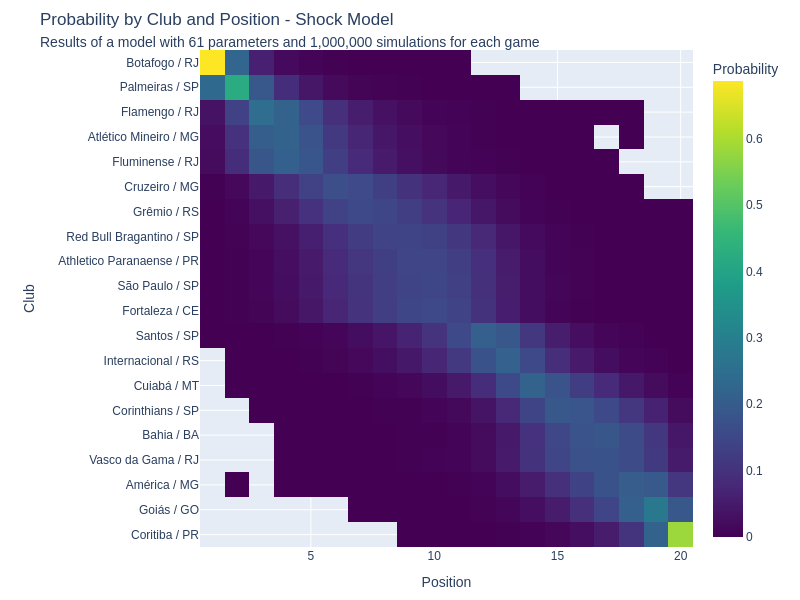 Probability by Club and Position - Shock Model
Results of a model with 61 parameters and 1,000,000 simulations for each game
Probability
Club
Botafogo / RJ
Palmeiras / SP
Flamengo / RJ
Atlético Mineiro / MG
Fluminense / RJ
Cruzeiro / MG
Grêmio / RS
Red Bull Bragantino / SP
Athletico Paranaense / PR
São Paulo / SP
Fortaleza / CE
Santos / SP
Internacional / RS
Cuiabá / MT
Corinthians / SP
Bahia / BA
Vasco da Gama / RJ
América / MG
Goiás / GO
Coritiba / PR
0.6
0.5
0.4
0.3
0.2
0.1
0
5 10 15 20
Position